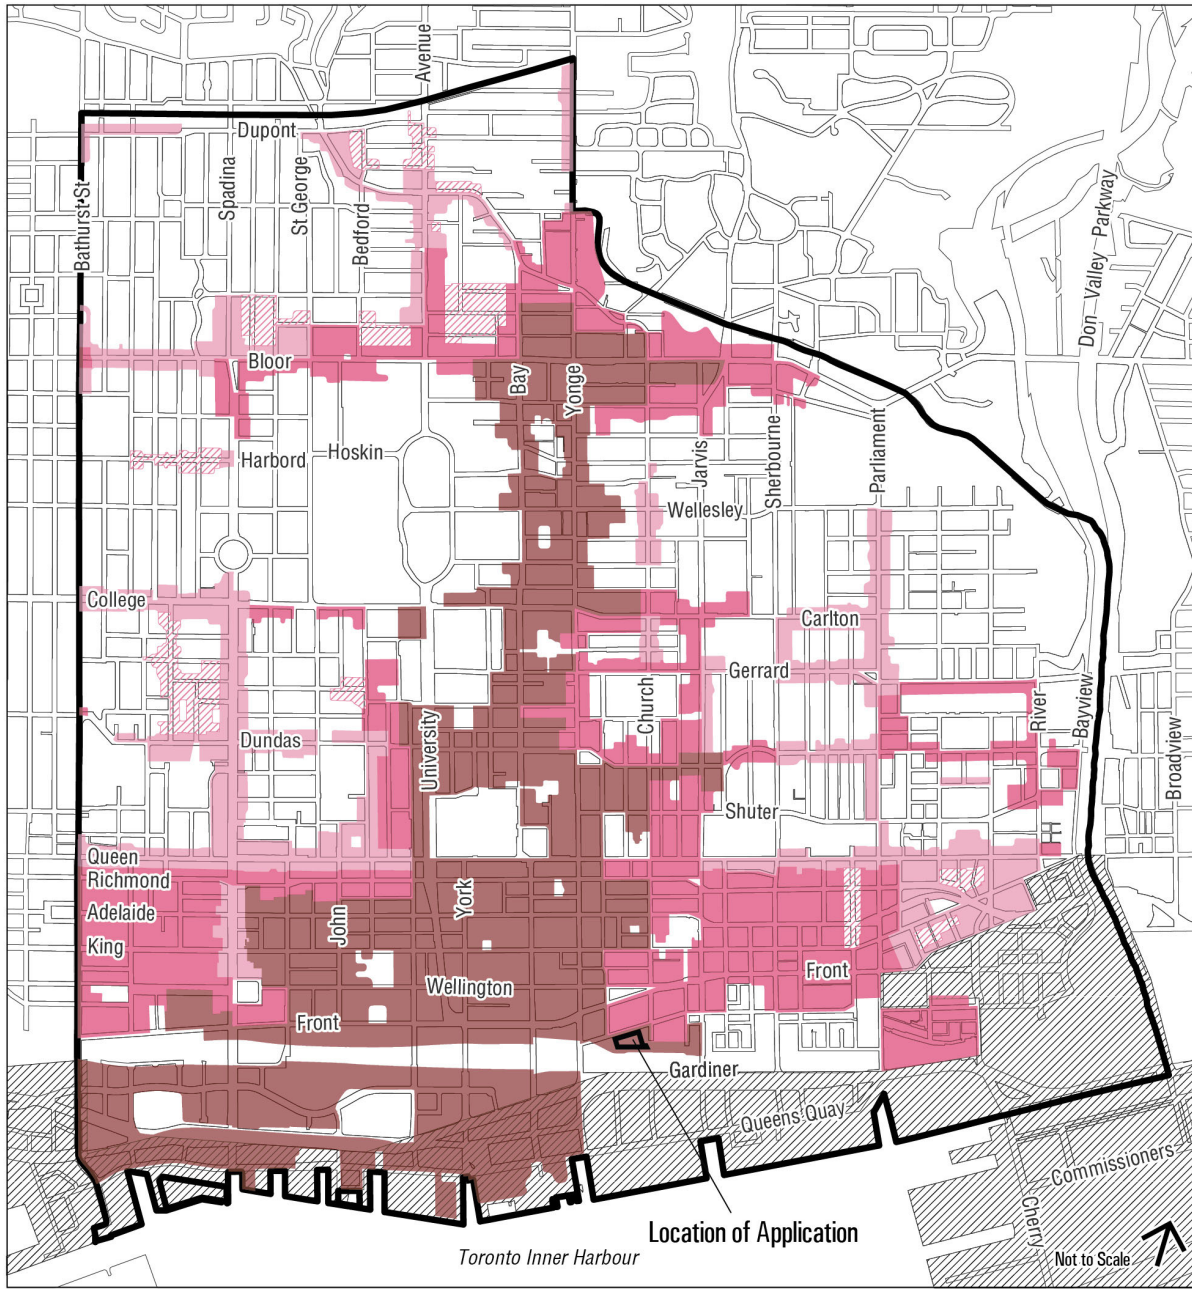 Avenue
Dupont
Spadina
St.George
Bedford
Bathurst St
Don Valley Parkway
Bloor
Bay
Yonge
Harbord
Hoskin
Jarvis
Sherbourne
Parliament
Wellesley
College
Carlton
Gerrard
Church
River
Bayview
Broadview
Dundas
University
Shuter
Queen
Richmond
Adelaide
King
John
York
Front
Wellington
Front
Gardiner
Queens Quay
Commissioners
Cherry
Location of Application
Toronto Inner Harbour
Not to Scale